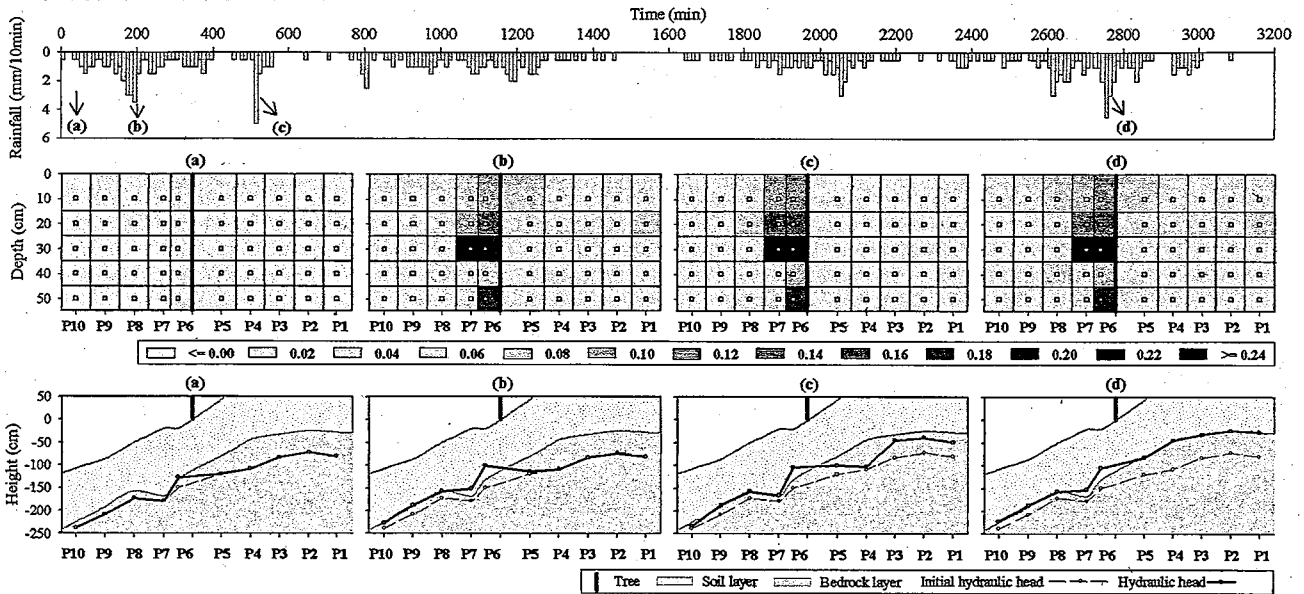 Time (min)
0 200 400 600 800 1000 1200 1400 1600 1800 2000 2200 2400 2600 2800 3000 3200
Rainfall (mm/10min)
0
2
4
6
(a) (b) (c) (d)
(a) (b) (c) (d)
Depth (cm)
0
10
20
30
40
50
P10 P9 P8 P7 P6 P5 P4 P3 P2 P1 P10 P9 P8 P7 P6 P5 P4 P3 P2 P1 P10 P9 P8 P7 P6 P5 P4 P3 P2 P1 P10 P9 P8 P7 P6 P5 P4 P3 P2 P1
<= 0.00 0.02 0.04 0.06 0.08 0.10 0.12 0.14 0.16 0.18 0.20 0.22 >= 0.24
(a) (b) (c) (d)
Height (cm)
50
0
-50
-100
-150
-200
-250
P10 P9 P8 P7 P6 P5 P4 P3 P2 P1 P10 P9 P8 P7 P6 P5 P4 P3 P2 P1 P10 P9 P8 P7 P6 P5 P4 P3 P2 P1 P10 P9 P8 P7 P6 P5 P4 P3 P2 P1
Tree Soil layer Bedrock layer Initial hydraulic head Hydraulic head